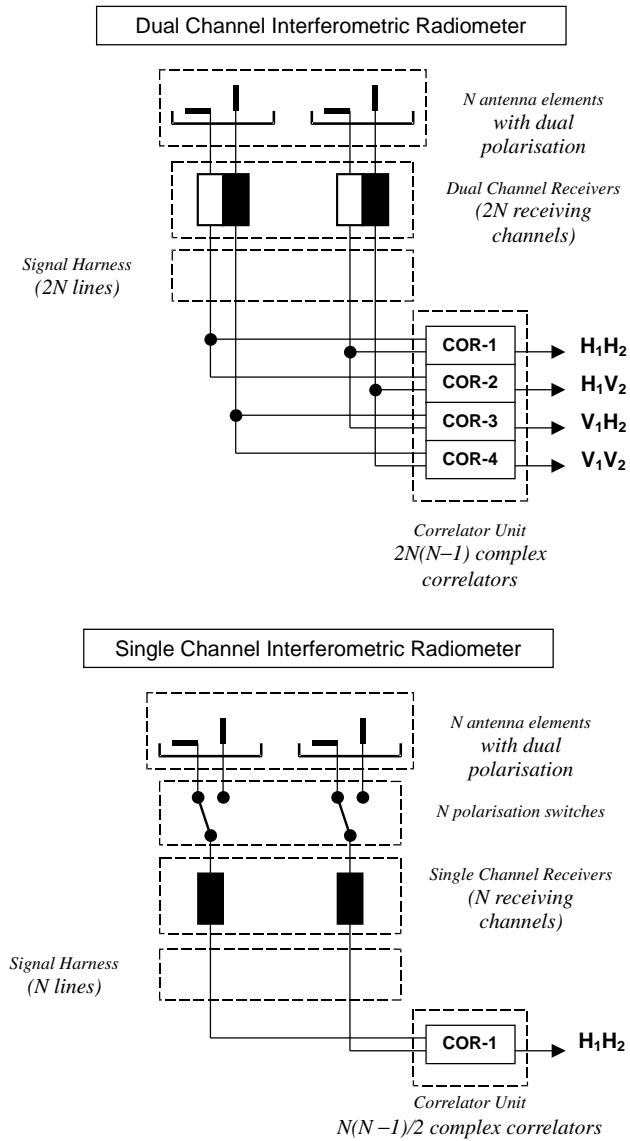 Dual Channel Interferometric Radiometer
N antenna elements
with dual
polarisation
Dual Channel Receivers
(2N receiving
channels)
Signal Harness
(2N lines)
COR-1
H₁H₂
COR-2
H₁V₂
COR-3
V₁H₂
COR-4
V₁V₂
Correlator Unit
2N(N−1) complex
correlators
Single Channel Interferometric Radiometer
N antenna elements
with dual
polarisation
N polarisation switches
Single Channel Receivers
(N receiving
channels)
Signal Harness
(N lines)
COR-1
H₁H₂
Correlator Unit
N(N −1)/2 complex correlators